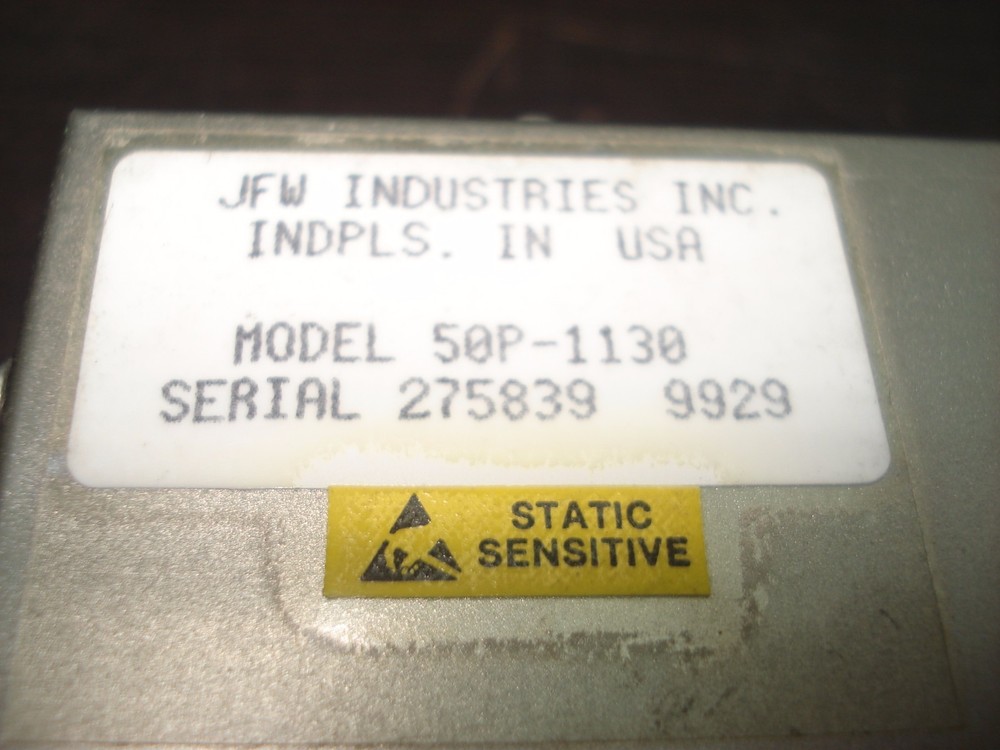 JFW INDUSTRIES INC.
INDPLS. IN USA
MODEL 50P-1130
SERIAL 275839 9929
STATIC
SENSITIVE